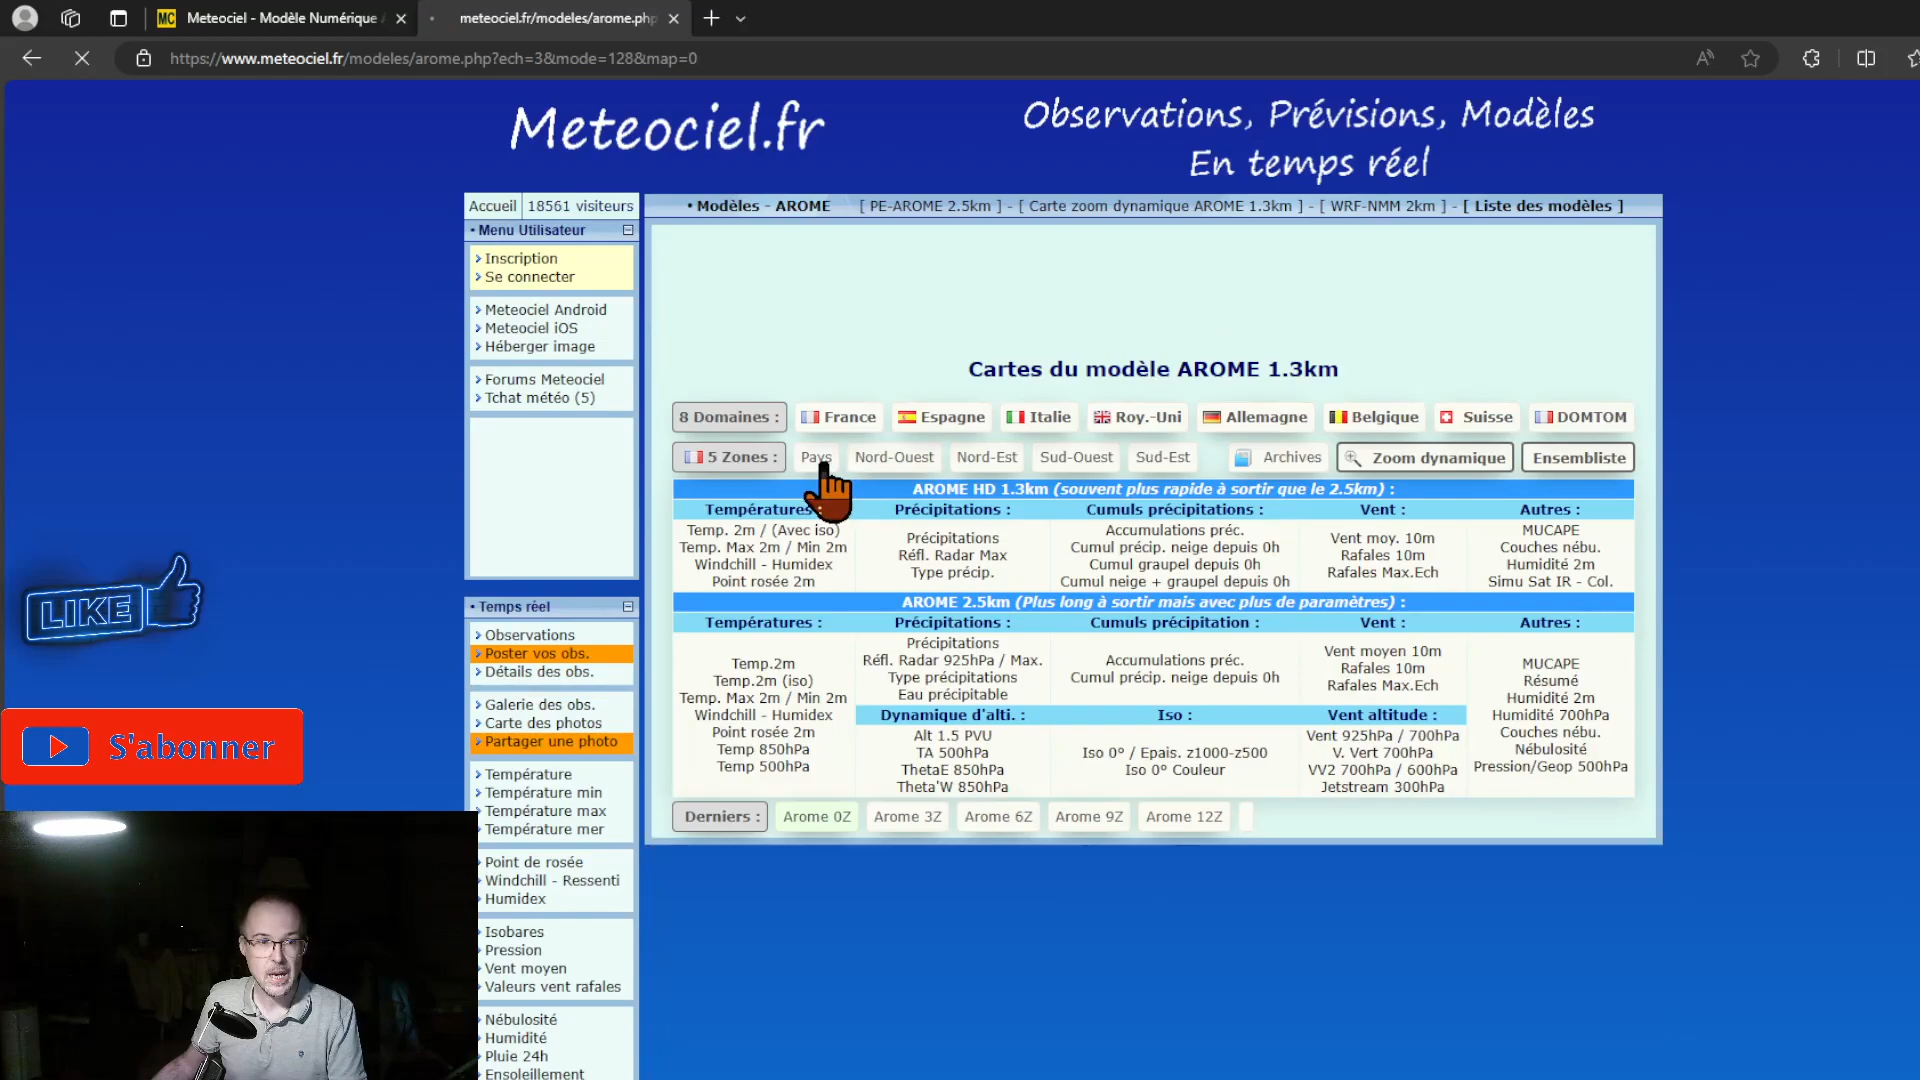 Meteociel - Modèle Numérique
meteociel.fr/modeles/arome.php
https://www.meteociel.fr/modeles/arome.php?ech=3&mode=128&map=0
Meteociel.fr
Observations, Prévisions, Modèles
En temps réel
Accueil 18561 visiteurs
• Menu Utilisateur
Inscription
Se connecter
Meteociel Android
Meteociel iOS
Héberger image
Forums Meteociel
Tchat météo (5)
• Temps réel
Observations
Poster vos obs.
Détails des obs.
Galerie des obs.
Carte des photos
Partager une photo
Température
Température min
Température max
Température mer
Point de rosée
Windchill - Ressenti
Humidex
Isobares
Pression
Vent moyen
Valeurs vent rafales
Nébulosité
Humidité
Pluie 24h
Ensoleillement
• Modèles - AROME [ PE-AROME 2.5km ] - [ Carte zoom dynamique AROME 1.3km ] - [ WRF-NMM 2km ] - [ Liste des modèles ]
Cartes du modèle AROME 1.3km
8 Domaines : France Espagne Italie Roy.-Uni Allemagne Belgique Suisse DOMTOM
5 Zones : Pays Nord-Ouest Nord-Est Sud-Ouest Sud-Est Archives Zoom dynamique Ensembliste
AROME HD 1.3km (souvent plus rapide à sortir que le 2.5km) :
Températures :
Temp. 2m / (Avec iso)
Temp. Max 2m / Min 2m
Windchill - Humidex
Point rosée 2m
Précipitations :
Précipitations
Réfl. Radar Max
Type précip.
Cumuls précipitations :
Accumulations préc.
Cumul précip. neige depuis 0h
Cumul graupel depuis 0h
Cumul neige + graupel depuis 0h
Vent :
Vent moy. 10m
Rafales 10m
Rafales Max.Ech
Autres :
MUCAPE
Couches nébu.
Humidité 2m
Simu Sat IR - Col.
AROME 2.5km (Plus long à sortir mais avec plus de paramètres) :
Températures :
Temp.2m
Temp.2m (iso)
Temp. Max 2m / Min 2m
Windchill - Humidex
Point rosée 2m
Temp 850hPa
Temp 500hPa
Précipitations :
Précipitations
Réfl. Radar 925hPa / Max.
Type précipitations
Eau précipitable
Dynamique d'alti. :
Alt 1.5 PVU
TA 500hPa
ThetaE 850hPa
Theta'W 850hPa
Cumuls précipitation :
Accumulations préc.
Cumul précip. neige depuis 0h
Iso :
Iso 0° / Epais. z1000-z500
Iso 0° Couleur
Vent :
Vent moyen 10m
Rafales 10m
Rafales Max.Ech
Vent altitude :
Vent 925hPa / 700hPa
V. Vert 700hPa
VV2 700hPa / 600hPa
Jetstream 300hPa
Autres :
MUCAPE
Résumé
Humidité 2m
Humidité 700hPa
Couches nébu.
Nébulosité
Pression/Geop 500hPa
Derniers : Arome 0Z Arome 3Z Arome 6Z Arome 9Z Arome 12Z
LIKE
S'abonner